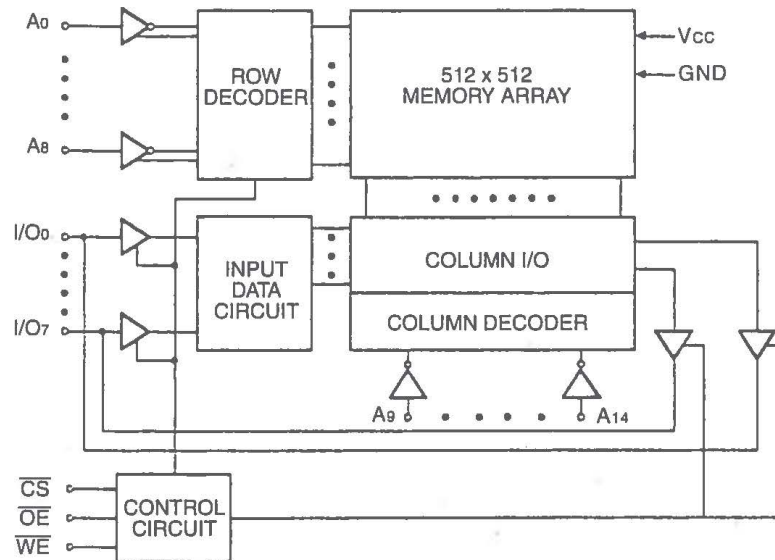 A0
ROW
DECODER
512 x 512
MEMORY ARRAY
Vcc
GND
A8
I/O0
INPUT
DATA
CIRCUIT
COLUMN I/O
COLUMN DECODER
I/O7
A9
A14
CS
OE
WE
CONTROL
CIRCUIT